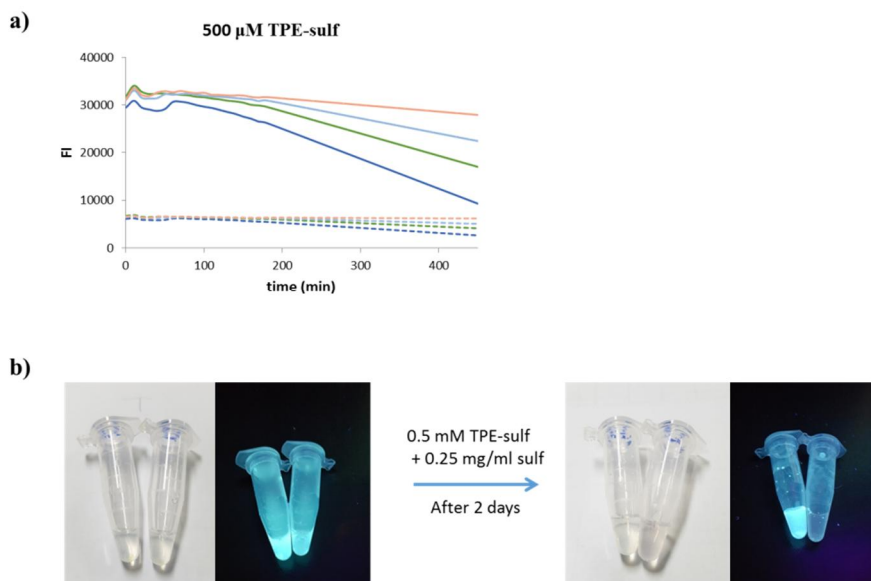 a)
500 μM TPE-sulf
40000
30000
20000
10000
0
FI
0 100 200 300 400
time (min)
b)
0.5 mM TPE-sulf
+ 0.25 mg/ml sulf
After 2 days